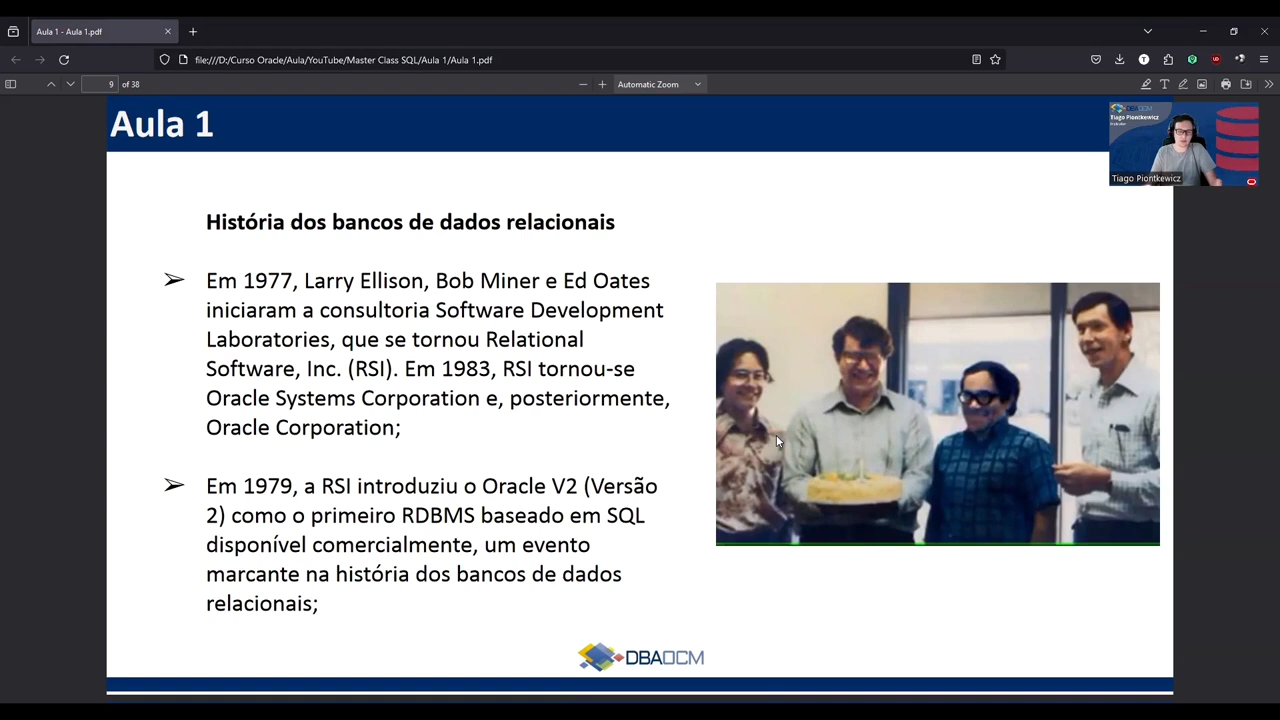 Aula 1 - Aula 1.pdf
file:///D:/Curso Oracle/Aula/YouTube/Master Class SQL/Aula 1/Aula 1.pdf
9 of 38
Automatic Zoom
Aula 1
Tiago Piontkewicz
Tiago Piontkewicz
História dos bancos de dados relacionais
➢ Em 1977, Larry Ellison, Bob Miner e Ed Oates
iniciaram a consultoria Software Development
Laboratories, que se tornou Relational
Software, Inc. (RSI). Em 1983, RSI tornou-se
Oracle Systems Corporation e, posteriormente,
Oracle Corporation;
➢ Em 1979, a RSI introduziu o Oracle V2 (Versão
2) como o primeiro RDBMS baseado em SQL
disponível comercialmente, um evento
marcante na história dos bancos de dados
relacionais;
DBAOCM